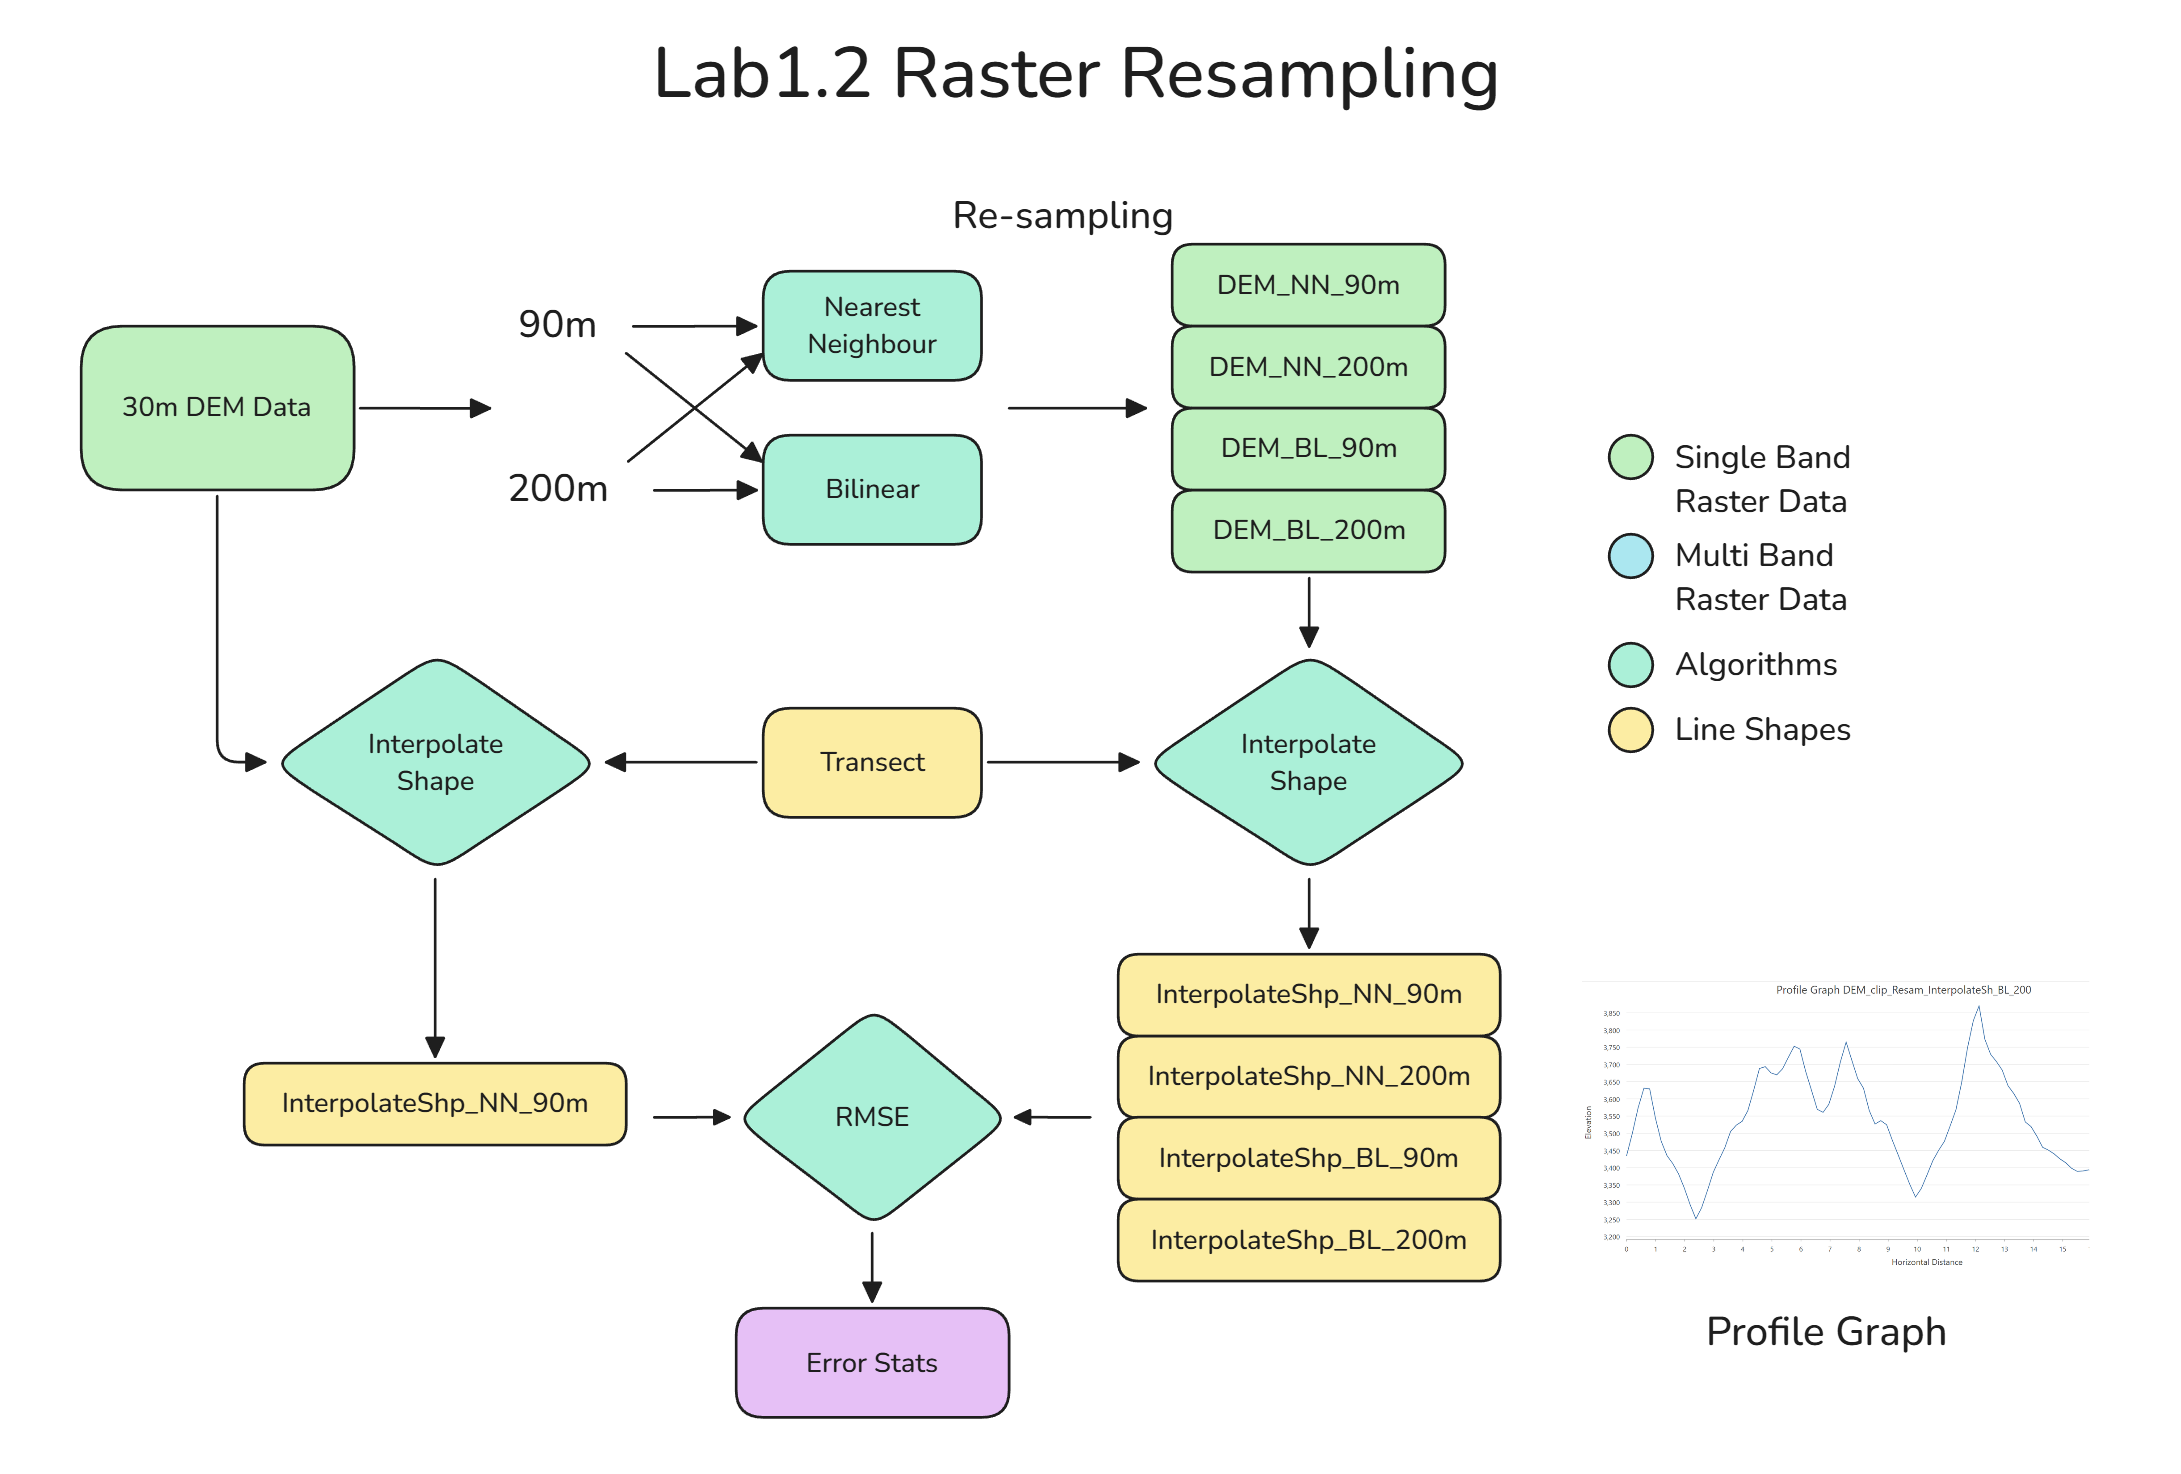 Lab1.2 Raster Resampling
Re-sampling
30m DEM Data
90m
200m
Nearest
Neighbour
Bilinear
DEM_NN_90m
DEM_NN_200m
DEM_BL_90m
DEM_BL_200m
Single Band
Raster Data
Multi Band
Raster Data
Algorithms
Line Shapes
Interpolate
Shape
Transect
Interpolate
Shape
InterpolateShp_NN_90m
RMSE
InterpolateShp_NN_90m
InterpolateShp_NN_200m
InterpolateShp_BL_90m
InterpolateShp_BL_200m
Error Stats
Profile Graph DEM_clip_Resam_InterpolateSh_BL_200
Elevation
3,850
3,800
3,750
3,700
3,650
3,600
3,550
3,500
3,450
3,400
3,350
3,300
3,250
3,200
0 1 2 3 4 5 6 7 8 9 10 11 12 13 14 15
Horizontal Distance
Profile Graph